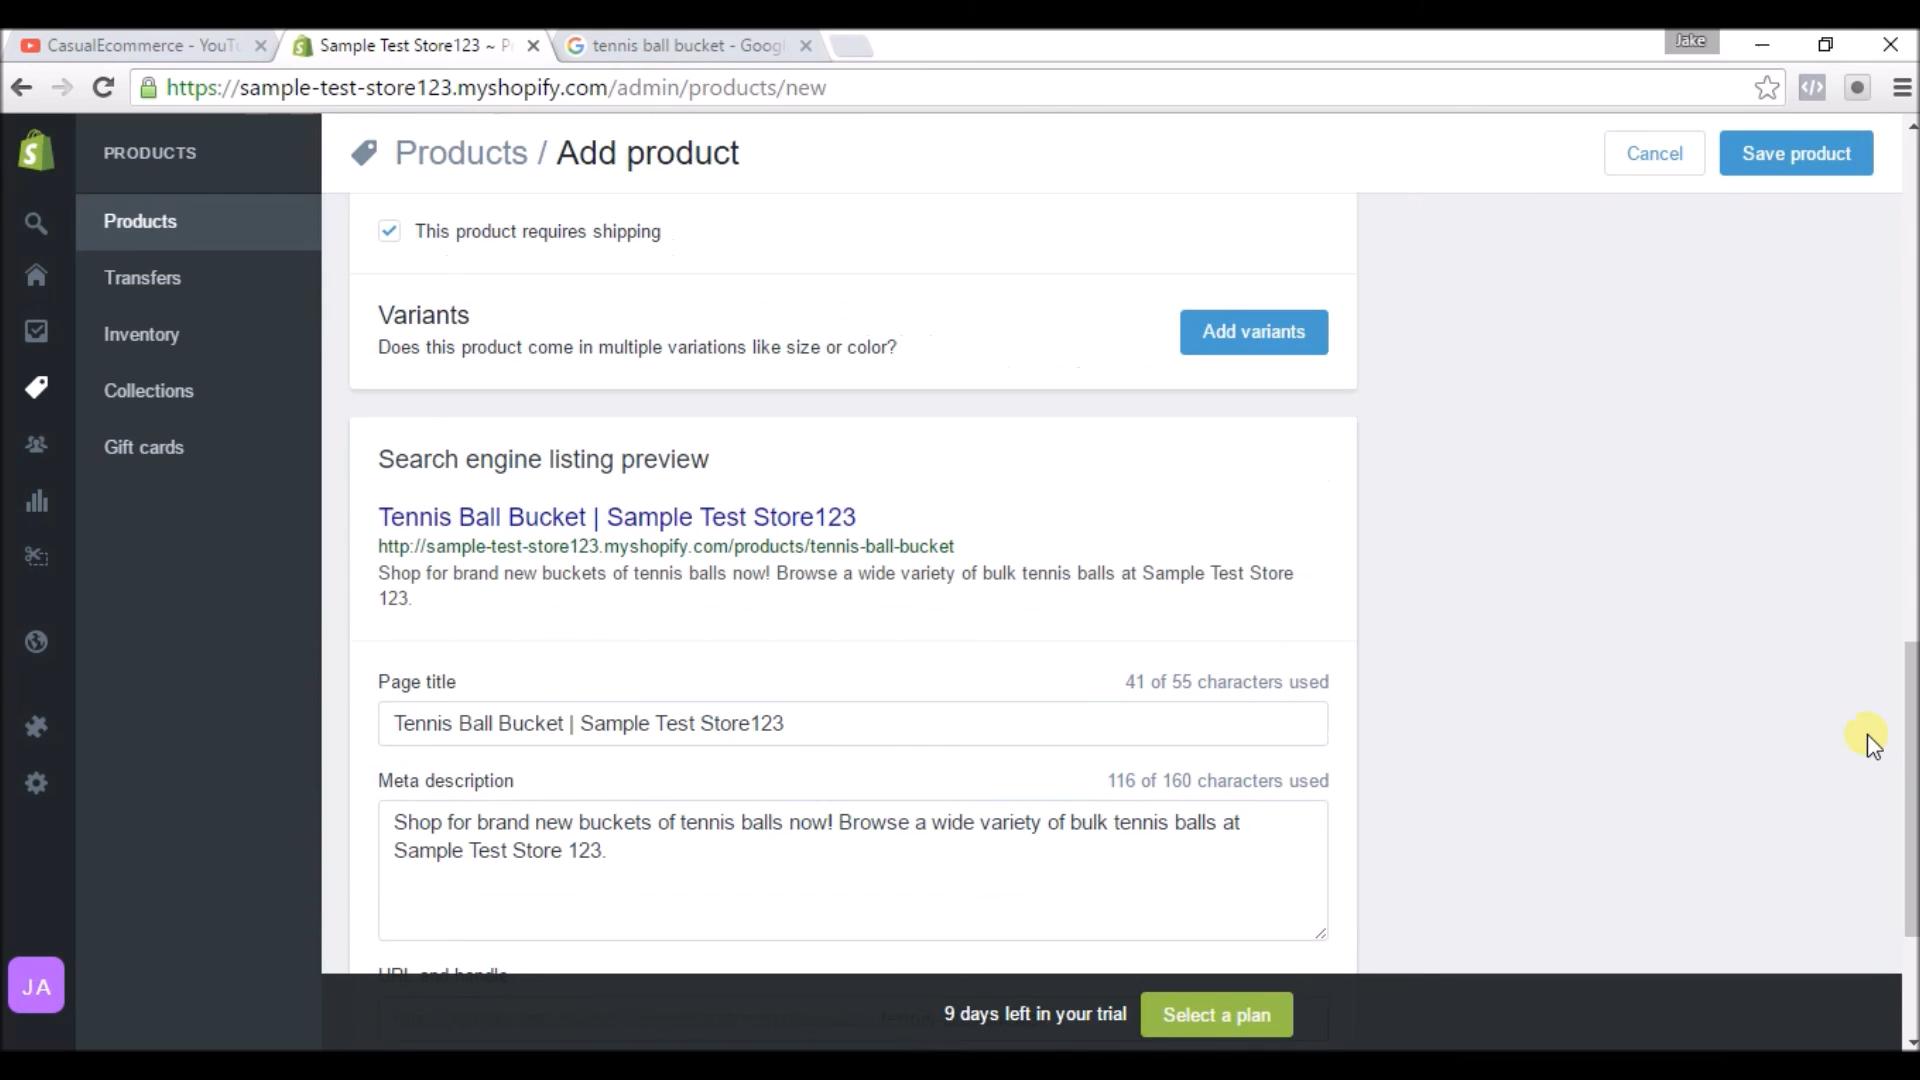 CasualEcommerce - YouTu
Sample Test Store123 ~ P
tennis ball bucket - Googl
Jake
https://sample-test-store123.myshopify.com/admin/products/new
PRODUCTS
Products / Add product
Cancel
Save product
Products
Transfers
Inventory
Collections
Gift cards
This product requires shipping
Variants
Does this product come in multiple variations like size or color?
Add variants
Search engine listing preview
Tennis Ball Bucket | Sample Test Store123
http://sample-test-store123.myshopify.com/products/tennis-ball-bucket
Shop for brand new buckets of tennis balls now! Browse a wide variety of bulk tennis balls at Sample Test Store
123.
Page title
41 of 55 characters used
Tennis Ball Bucket | Sample Test Store123
Meta description
116 of 160 characters used
Shop for brand new buckets of tennis balls now! Browse a wide variety of bulk tennis balls at
Sample Test Store 123.
URL and handle
JA
9 days left in your trial
Select a plan